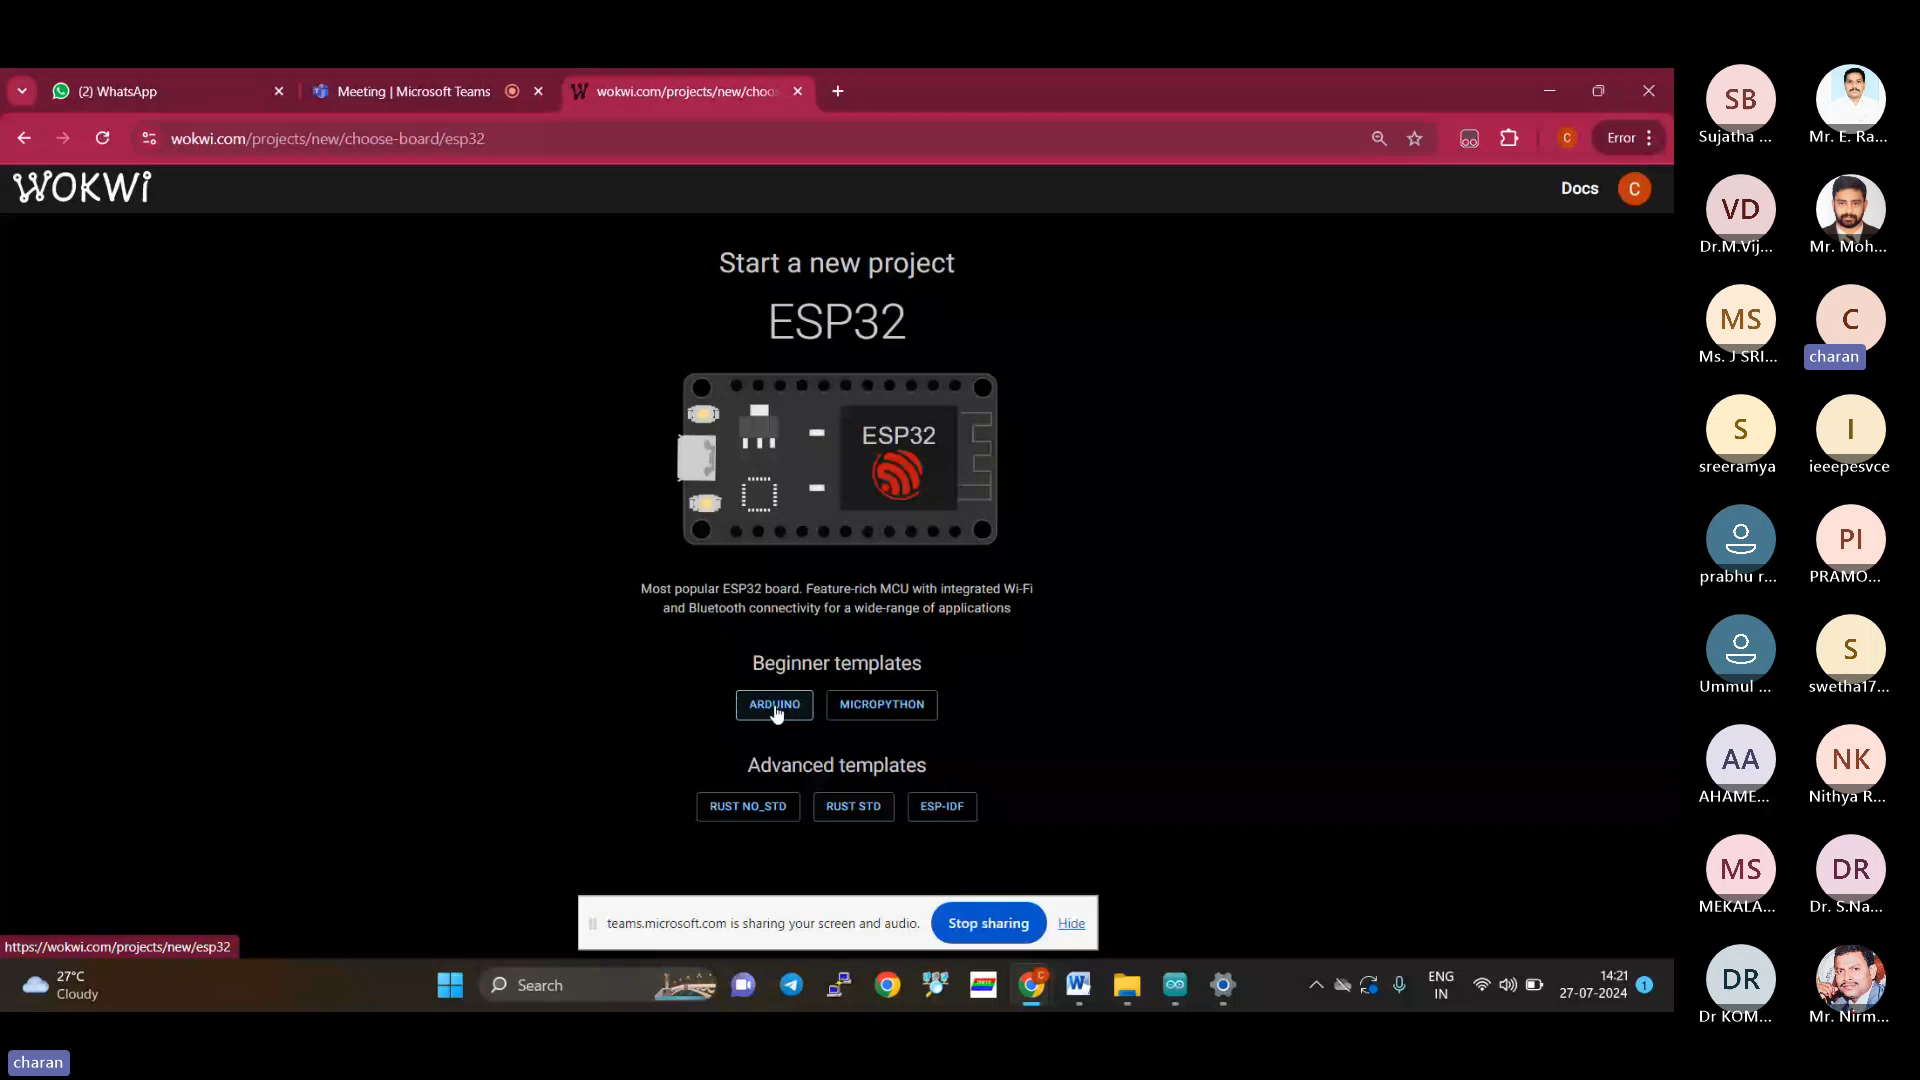 (2) WhatsApp
Meeting | Microsoft Teams
wokwi.com/projects/new/choo
wokwi.com/projects/new/choose-board/esp32
C
Error
WOKWi
Docs
C
Start a new project
ESP32
ESP32
Most popular ESP32 board. Feature-rich MCU with integrated Wi-Fi
and Bluetooth connectivity for a wide-range of applications
Beginner templates
ARDUINO
MICROPYTHON
Advanced templates
RUST NO_STD
RUST STD
ESP-IDF
teams.microsoft.com is sharing your screen and audio.
Stop sharing
Hide
https://wokwi.com/projects/new/esp32
27°C
Cloudy
Search
ENG
IN
14:21
27-07-2024
1
charan
SB
Sujatha ...
Mr. E. Ra...
VD
Dr.M.Vij...
Mr. Moh...
MS
Ms. J SRI...
C
charan
S
sreeramya
I
ieeepesvce
prabhu r...
PI
PRAMO...
Ummul ...
S
swetha17...
AA
AHAME...
NK
Nithya R...
MS
MEKALA...
DR
Dr. S.Na...
DR
Dr KOM...
Mr. Nirm...